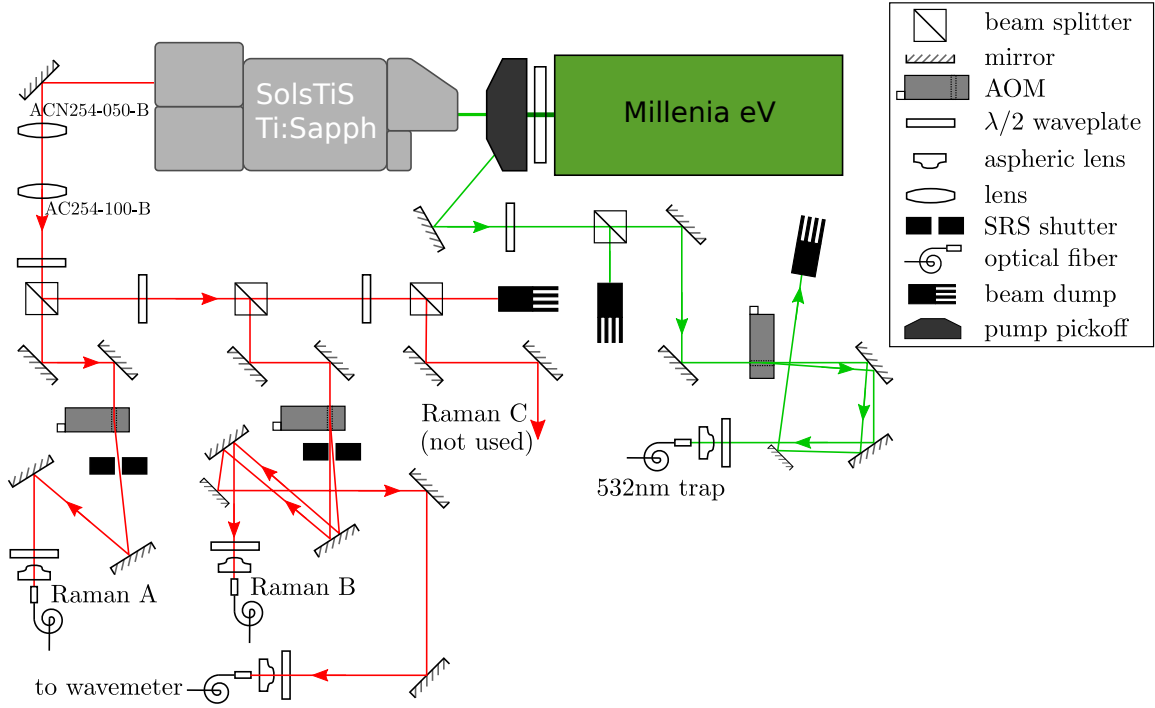 ACN254-050-B
AC254-100-B
SolsTiS
Ti:Sapph
Millenia eV
beam splitter
mirror
AOM
λ/2 waveplate
aspheric lens
lens
SRS shutter
optical fiber
beam dump
pump pickoff
Raman C
(not used)
532nm trap
Raman A
Raman B
to wavemeter